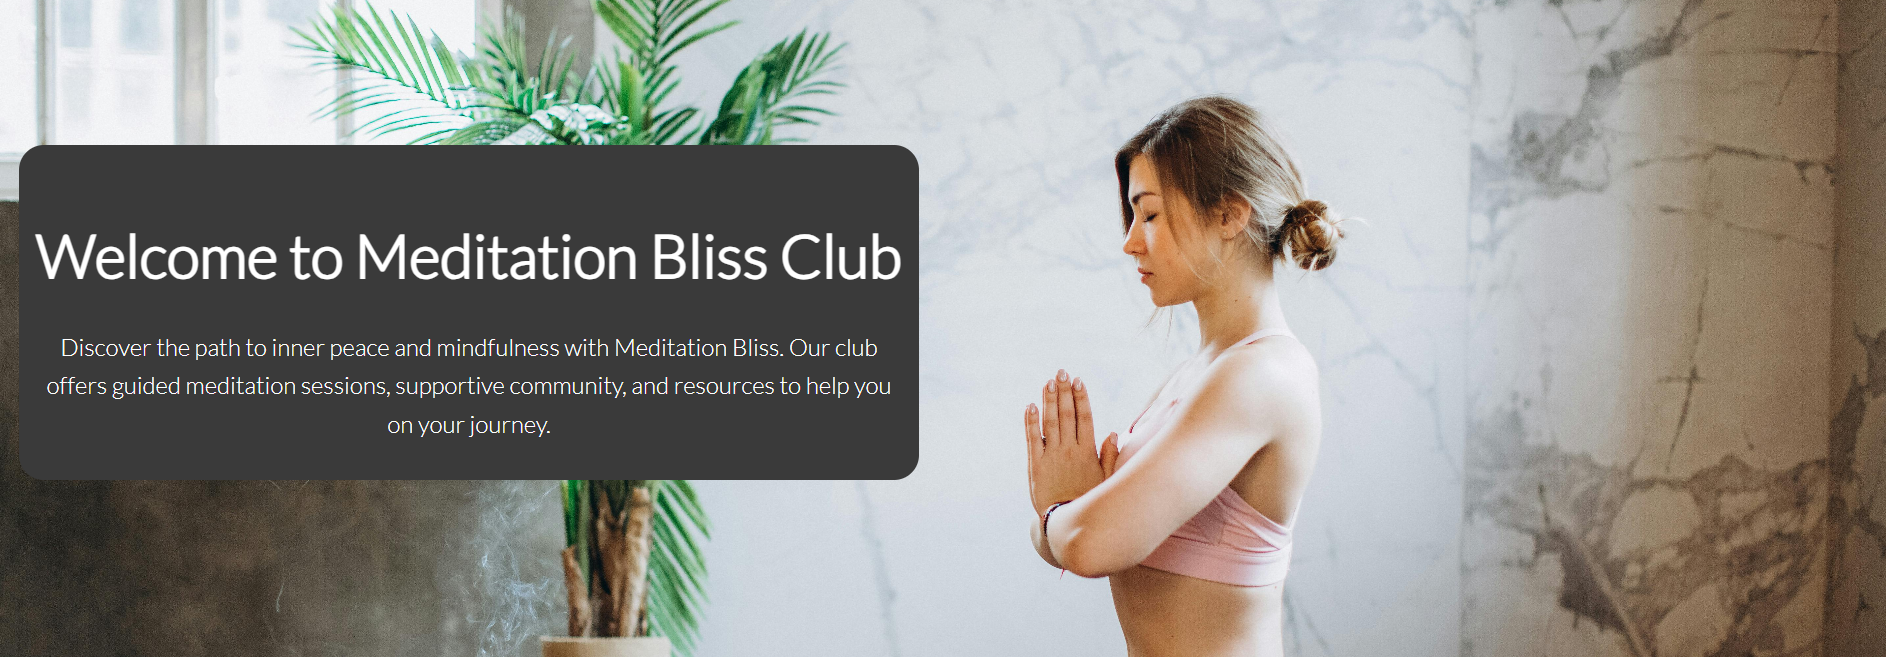 Welcome to Meditation Bliss Club
Discover the path to inner peace and mindfulness with Meditation Bliss. Our club
offers guided meditation sessions, supportive community, and resources to help you
on your journey.